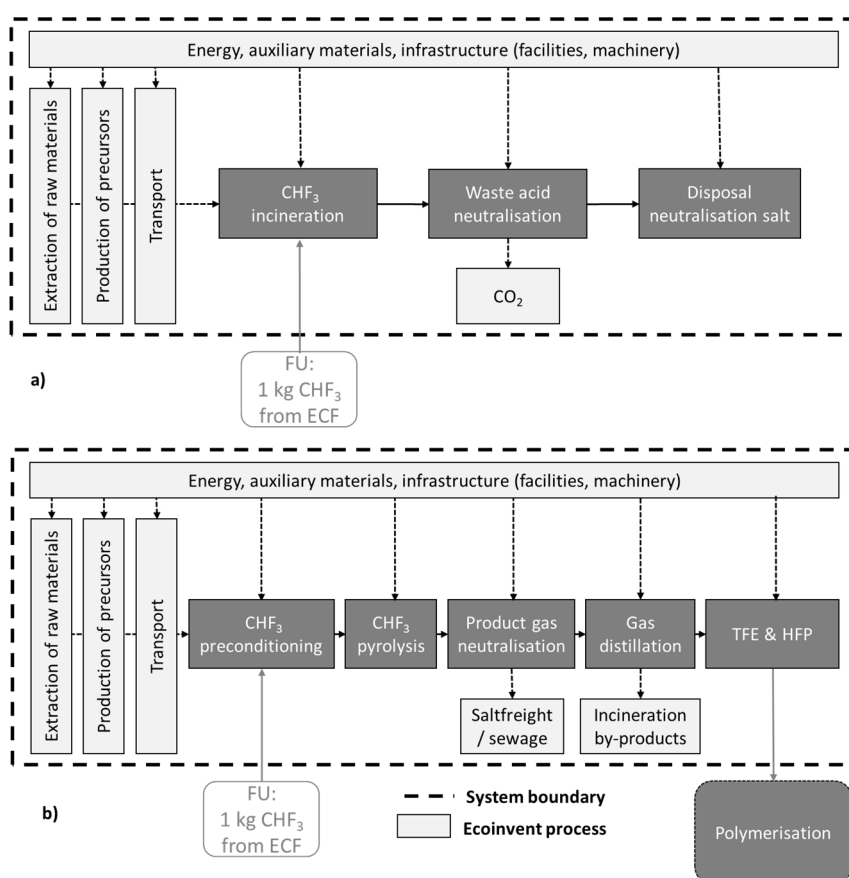 Energy, auxiliary materials, infrastructure (facilities, machinery)
Extraction of raw materials
Production of precursors
Transport
CHF₃
incineration
Waste acid
neutralisation
Disposal
neutralisation salt
CO₂
FU:
1 kg CHF₃
from ECF
a)
Energy, auxiliary materials, infrastructure (facilities, machinery)
Extraction of raw materials
Production of precursors
Transport
CHF₃
preconditioning
CHF₃
pyrolysis
Product gas
neutralisation
Gas
distillation
TFE & HFP
Saltfreight
/ sewage
Incineration
by-products
FU:
1 kg CHF₃
from ECF
b)
System boundary
Ecoinvent process
Polymerisation